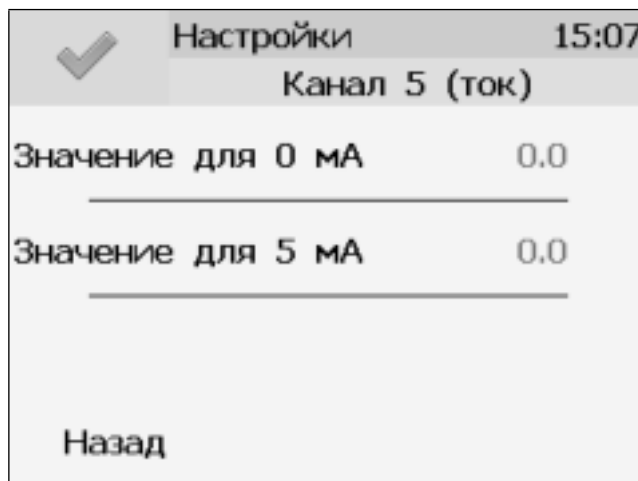 Настройки 15:07
Канал 5 (ток)
Значение для 0 мА 0.0
Значение для 5 мА 0.0
Назад